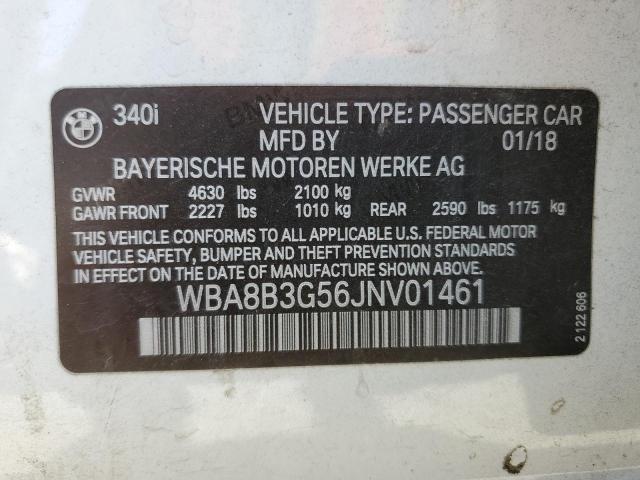 BMW 340i VEHICLE TYPE: PASSENGER CAR
MFD BY 01/18
BAYERISCHE MOTOREN WERKE AG
GVWR 4630 lbs 2100 kg
GAWR FRONT 2227 lbs 1010 kg REAR 2590 lbs 1175 kg
THIS VEHICLE CONFORMS TO ALL APPLICABLE U.S. FEDERAL MOTOR
VEHICLE SAFETY, BUMPER AND THEFT PREVENTION STANDARDS
IN EFFECT ON THE DATE OF MANUFACTURE SHOWN ABOVE.
WBA8B3G56JNV01461
2 122 606